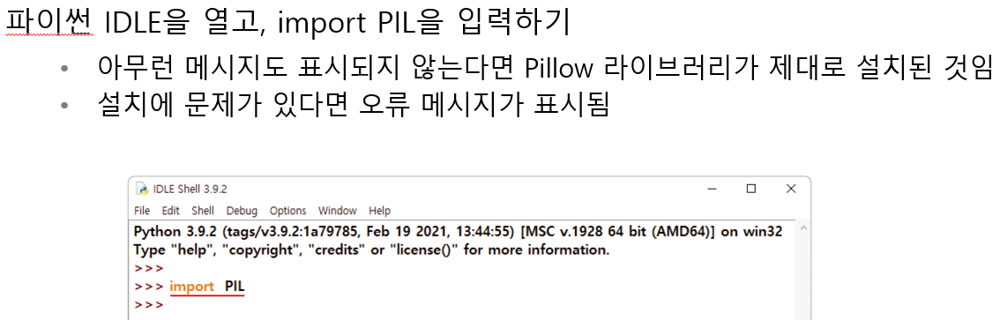 파이썬 IDLE을 열고, import PIL을 입력하기
• 아무런 메시지도 표시되지 않는다면 Pillow 라이브러리가 제대로 설치된 것임
• 설치에 문제가 있다면 오류 메시지가 표시됨
IDLE Shell 3.9.2
File Edit Shell Debug Options Window Help
Python 3.9.2 (tags/v3.9.2:1a79785, Feb 19 2021, 13:44:55) [MSC v.1928 64 bit (AMD64)] on win32
Type "help", "copyright", "credits" or "license()" for more information.
>>>
>>> import PIL
>>>